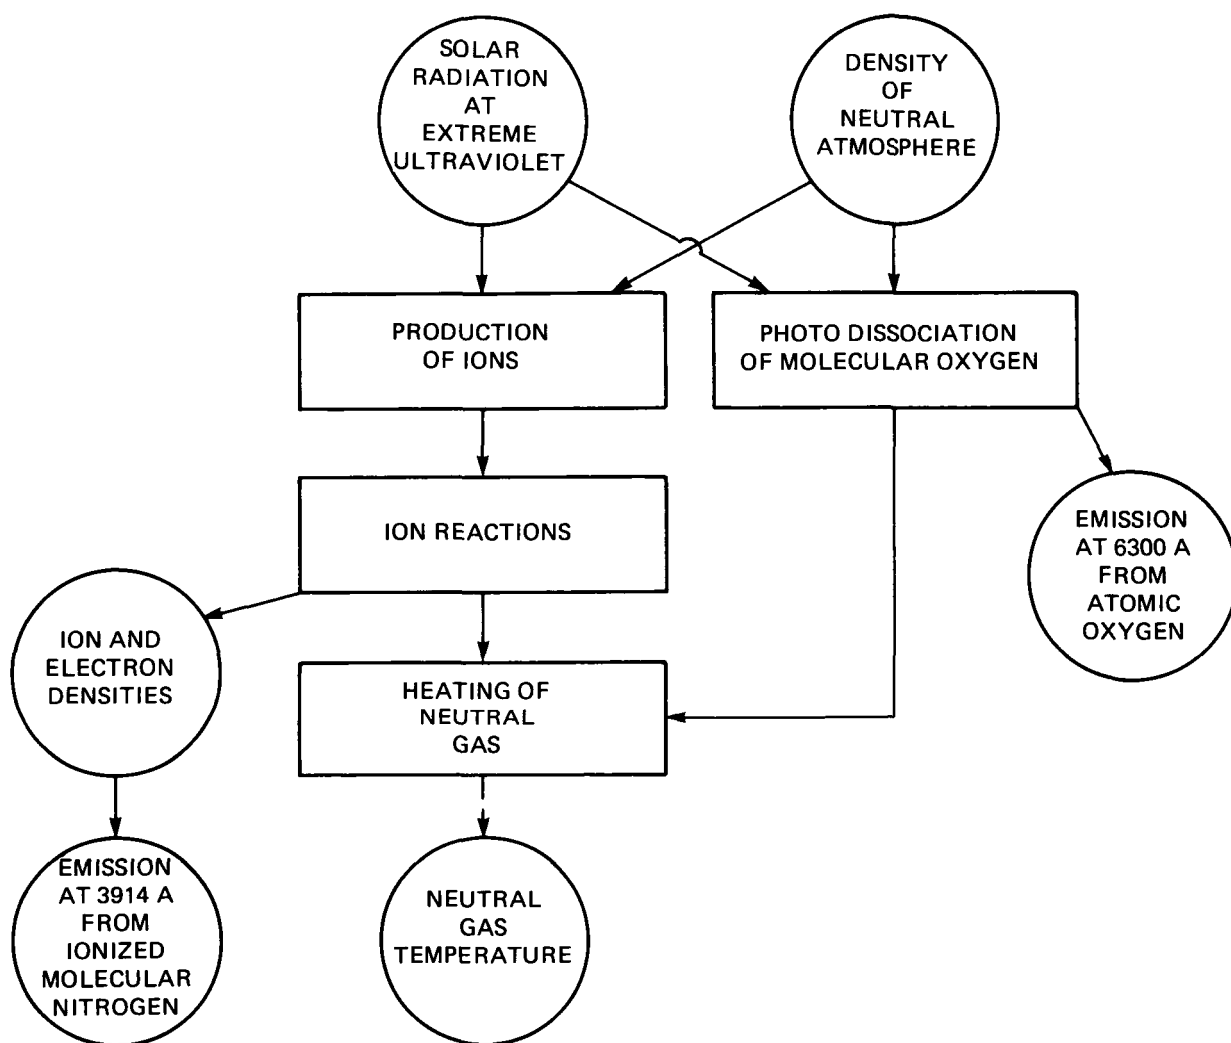 SOLAR
RADIATION
AT
EXTREME
ULTRAVIOLET
DENSITY
OF
NEUTRAL
ATMOSPHERE
PRODUCTION
OF IONS
PHOTO DISSOCIATION
OF MOLECULAR OXYGEN
ION REACTIONS
EMISSION
AT 6300 A
FROM
ATOMIC
OXYGEN
ION AND
ELECTRON
DENSITIES
HEATING OF
NEUTRAL
GAS
EMISSION
AT 3914 A
FROM
IONIZED
MOLECULAR
NITROGEN
NEUTRAL
GAS
TEMPERATURE